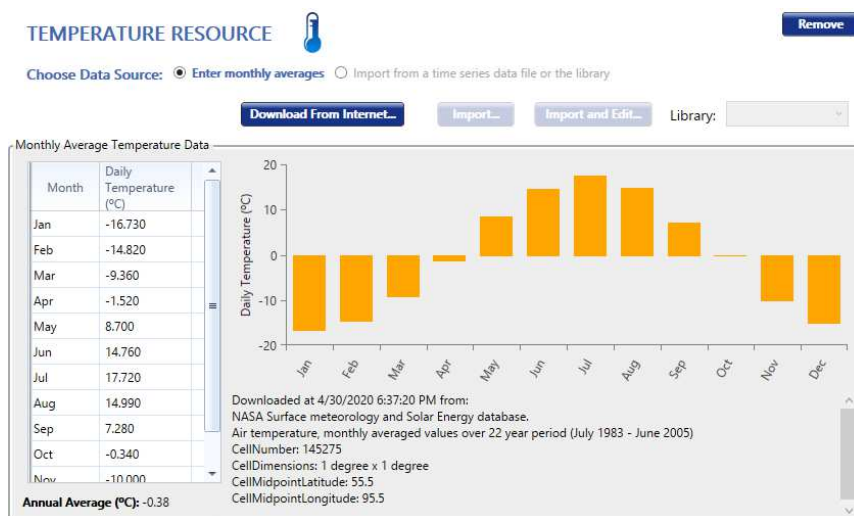 TEMPERATURE RESOURCE
Remove
Choose Data Source: Enter monthly averages Import from a time series data file or the library
Download From Internet... Import... Import and Edit... Library:
Monthly Average Temperature Data
Month Daily Temperature (ºC)
Jan -16.730
Feb -14.820
Mar -9.360
Apr -1.520
May 8.700
Jun 14.760
Jul 17.720
Aug 14.990
Sep 7.280
Oct -0.340
Nov -10.000
Annual Average (ºC): -0.38
Daily Temperature (ºC)
20
10
0
-10
-20
Jan Feb Mar Apr May Jun Jul Aug Sep Oct Nov Dec
Downloaded at 4/30/2020 6:37:20 PM from:
NASA Surface meteorology and Solar Energy database.
Air temperature, monthly averaged values over 22 year period (July 1983 - June 2005)
CellNumber: 145275
CellDimensions: 1 degree x 1 degree
CellMidpointLatitude: 55.5
CellMidpointLongitude: 95.5